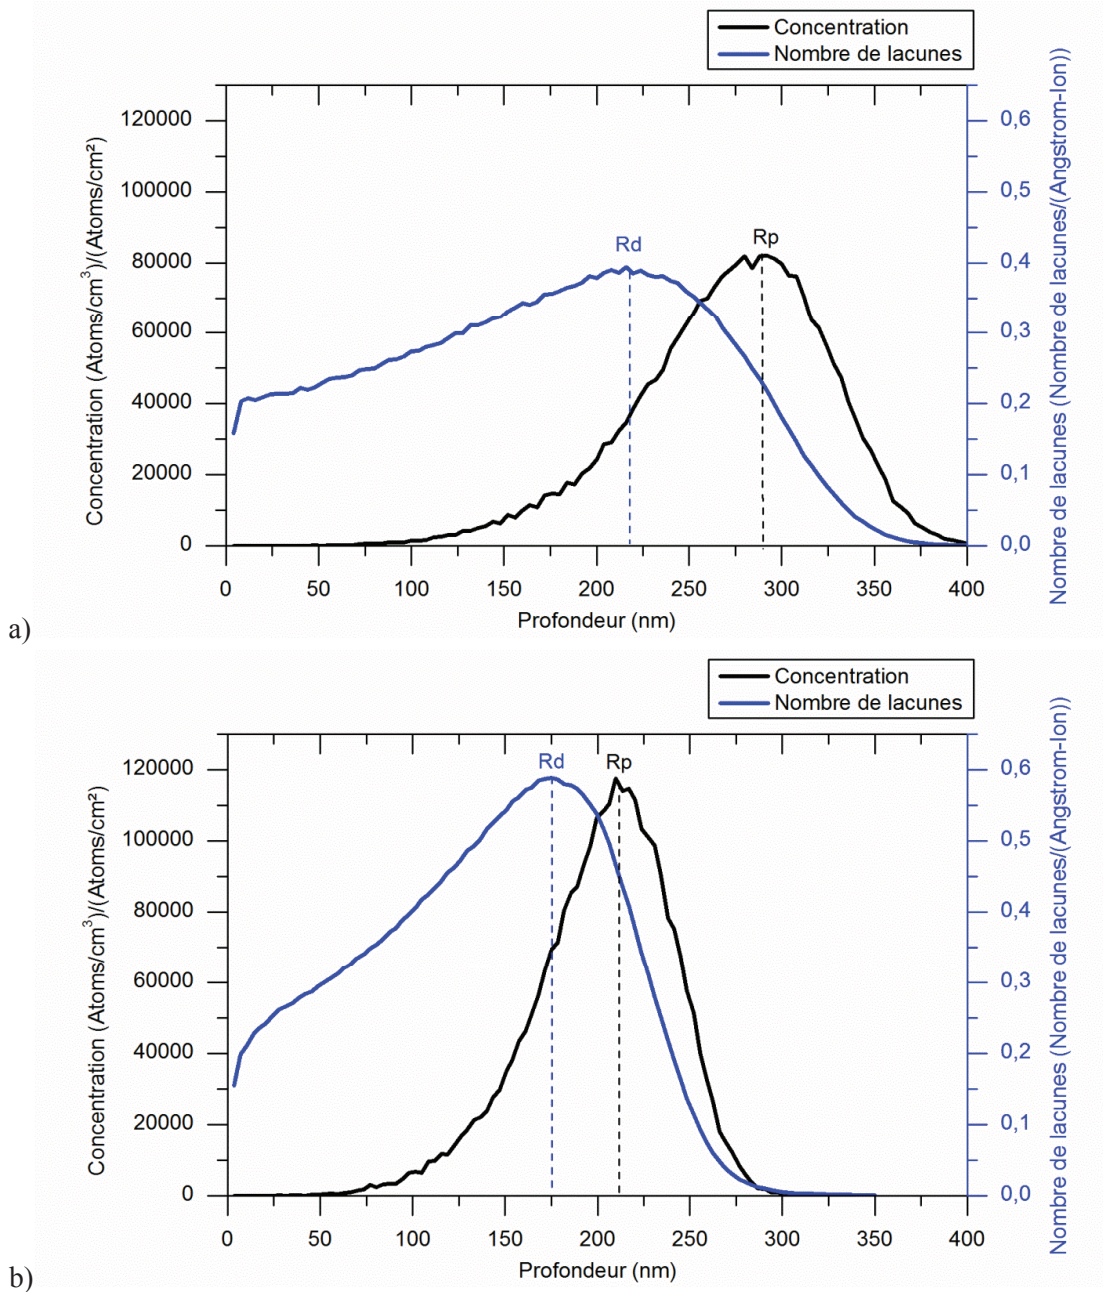 Concentration
Nombre de lacunes
Concentration (Atoms/cm³)/(Atoms/cm²)
120000
100000
80000
60000
40000
20000
0
Rd
Rp
0,6
0,5
0,4
0,3
0,2
0,1
0,0
Nombre de lacunes (Nombre de lacunes/(Angstrom-Ion))
0 50 100 150 200 250 300 350 400
Profondeur (nm)
a)
Concentration
Nombre de lacunes
Concentration (Atoms/cm³)/(Atoms/cm²)
120000
100000
80000
60000
40000
20000
0
Rd
Rp
0,6
0,5
0,4
0,3
0,2
0,1
0,0
Nombre de lacunes (Nombre de lacunes/(Angstrom-Ion))
0 50 100 150 200 250 300 350 400
Profondeur (nm)
b)